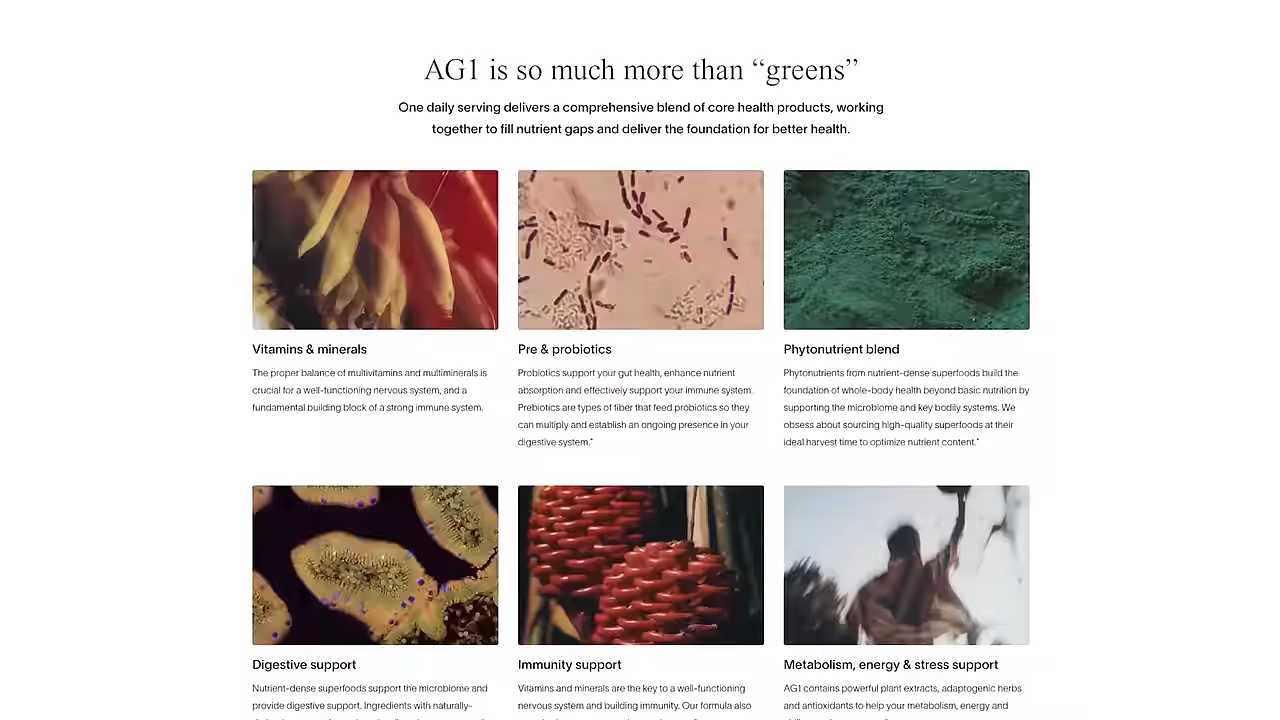 AG1 is so much more than “greens”
One daily serving delivers a comprehensive blend of core health products, working
together to fill nutrient gaps and deliver the foundation for better health.
Vitamins & minerals
The proper balance of multivitamins and multiminerals is
crucial for a well-functioning nervous system, and a
fundamental building block of a strong immune system.
Pre & probiotics
Probiotics support your gut health, enhance nutrient
absorption and effectively support your immune system.
Prebiotics are types of fiber that feed probiotics so they
can multiply and establish an ongoing presence in your
digestive system.*
Phytonutrient blend
Phytonutrients from nutrient-dense superfoods build the
foundation of whole-body health beyond basic nutrition by
supporting the microbiome and key bodily systems. We
obsess about sourcing high-quality superfoods at their
ideal harvest time to optimize nutrient content.*
Digestive support
Nutrient-dense superfoods support the microbiome and
provide digestive support. Ingredients with naturally-
Immunity support
Vitamins and minerals are the key to a well-functioning
nervous system and building immunity. Our formula also
Metabolism, energy & stress support
AG1 contains powerful plant extracts, adaptogenic herbs
and antioxidants to help your metabolism, energy and